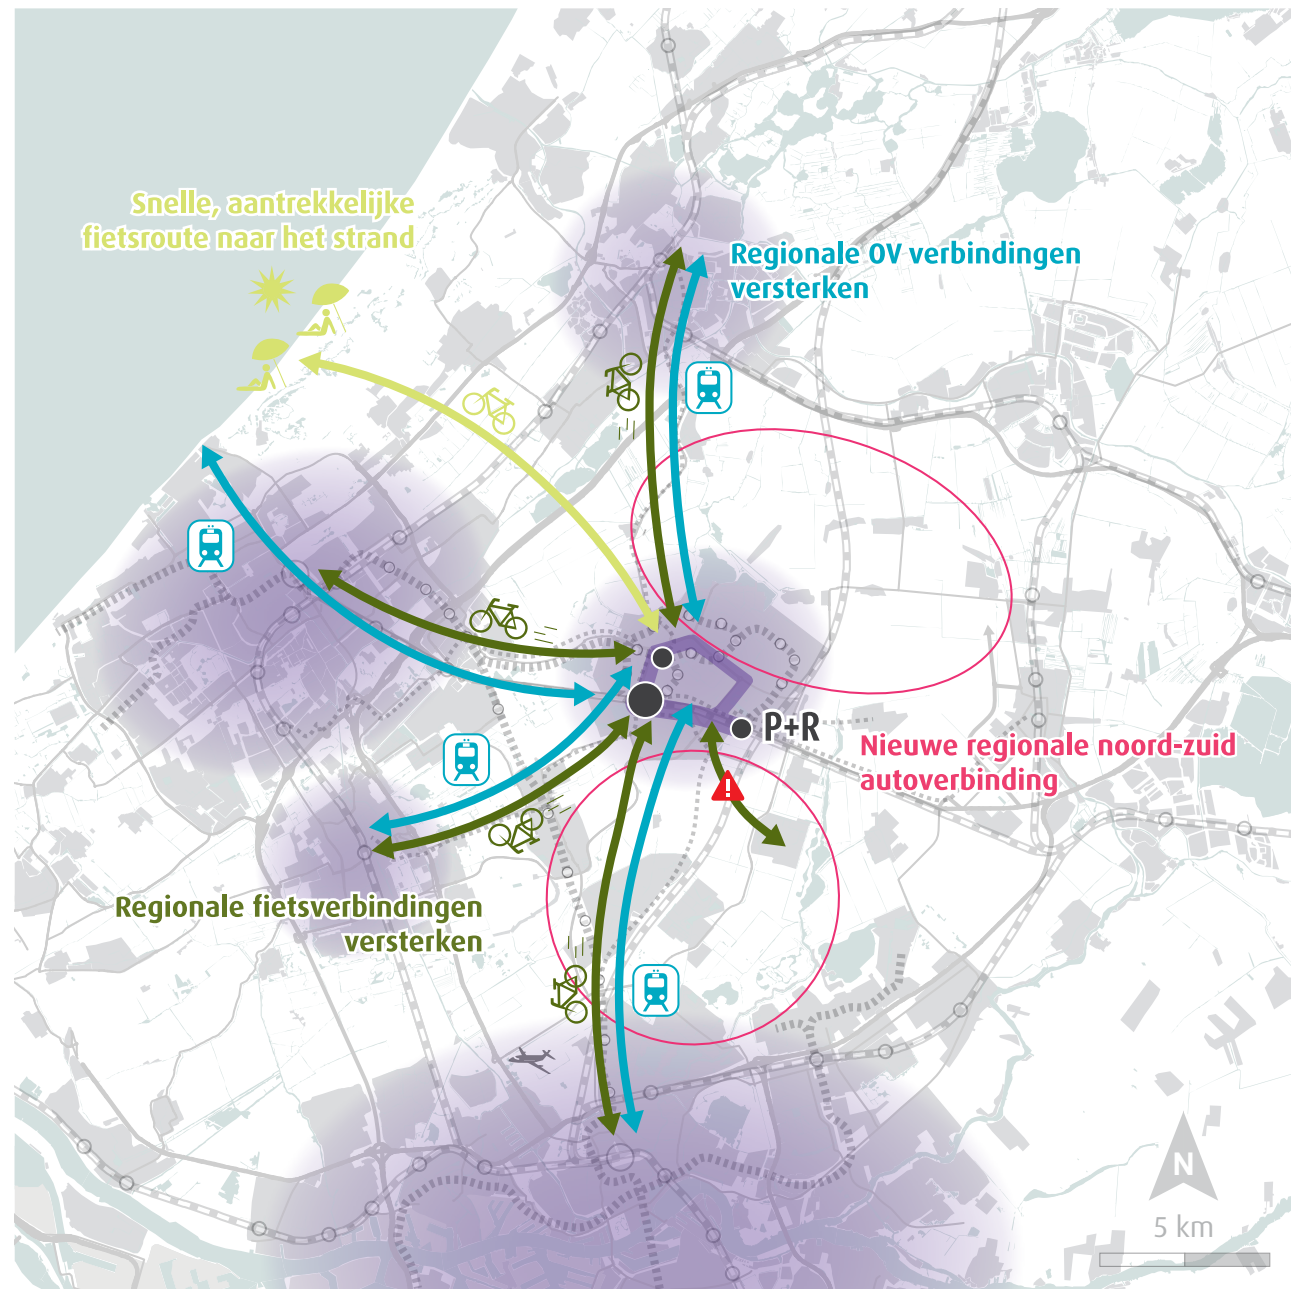 Snelle, aantrekkelijke
fietsroute naar het strand
Regionale OV verbindingen
versterken
P+R
Nieuwe regionale noord-zuid
autoverbinding
Regionale fietsverbindingen
versterken
!
N
5 km